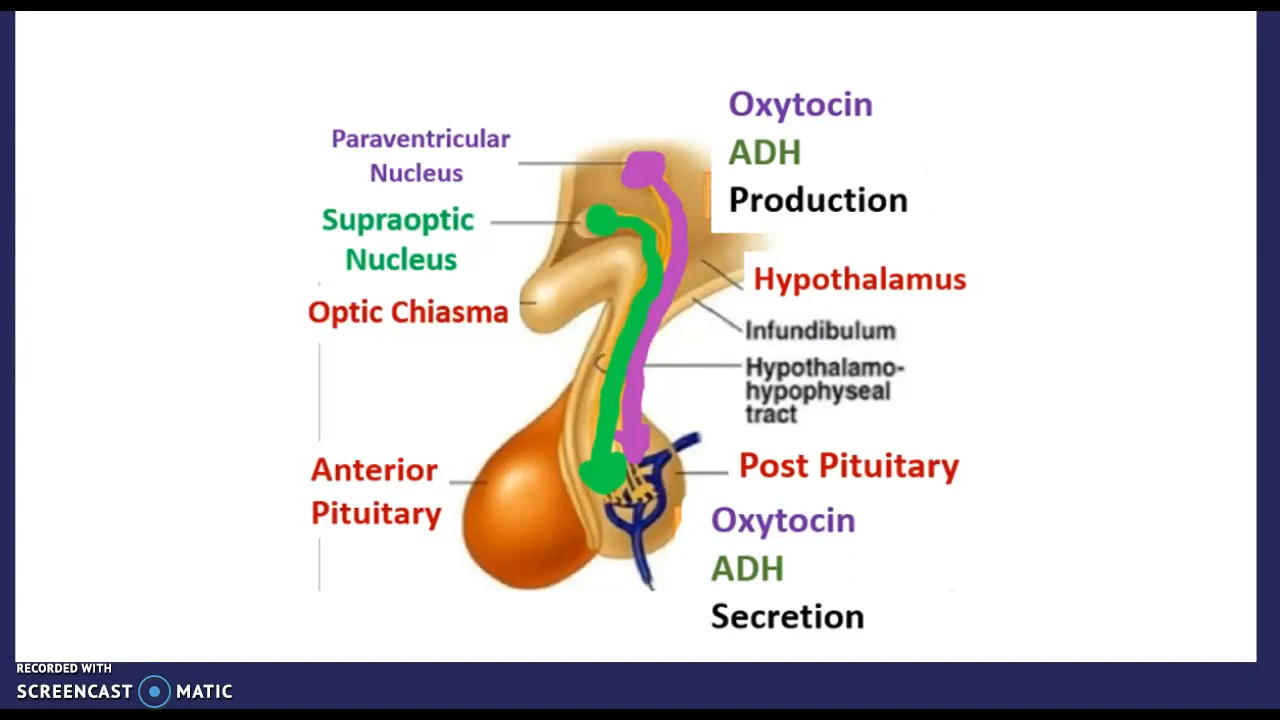 Oxytocin
ADH
Production
Paraventricular
Nucleus
Supraoptic
Nucleus
Optic Chiasma
Hypothalamus
Infundibulum
Hypothalamo-
hypophyseal
tract
Anterior
Pituitary
Post Pituitary
Oxytocin
ADH
Secretion
RECORDED WITH
SCREENCAST MATIC